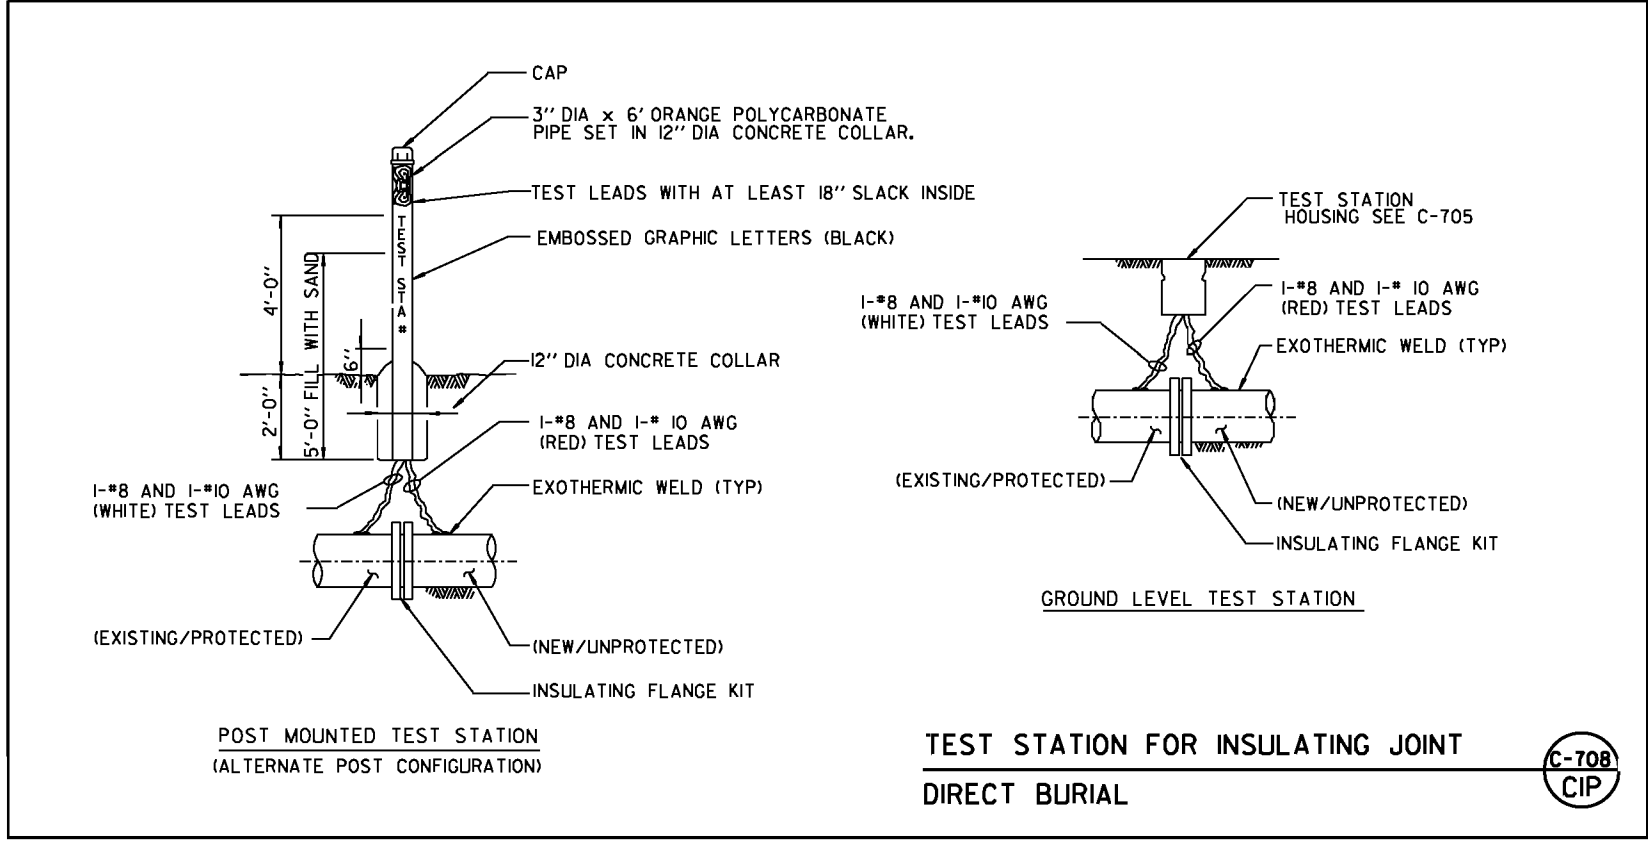 CAP
3" DIA x 6' ORANGE POLYCARBONATE
PIPE SET IN 12" DIA CONCRETE COLLAR.
TEST LEADS WITH AT LEAST 18" SLACK INSIDE
EMBOSSED GRAPHIC LETTERS (BLACK)
TEST STA #
4'-0"
2'-0"
5'-0" FILL WITH SAND
6"
12" DIA CONCRETE COLLAR
1-#8 AND 1-# 10 AWG
(RED) TEST LEADS
1-#8 AND 1-#10 AWG
(WHITE) TEST LEADS
EXOTHERMIC WELD (TYP)
(EXISTING/PROTECTED)
(NEW/UNPROTECTED)
INSULATING FLANGE KIT
POST MOUNTED TEST STATION
(ALTERNATE POST CONFIGURATION)
TEST STATION
HOUSING SEE C-705
1-#8 AND 1-#10 AWG
(WHITE) TEST LEADS
1-#8 AND 1-# 10 AWG
(RED) TEST LEADS
EXOTHERMIC WELD (TYP)
(EXISTING/PROTECTED)
(NEW/UNPROTECTED)
INSULATING FLANGE KIT
GROUND LEVEL TEST STATION
TEST STATION FOR INSULATING JOINT
DIRECT BURIAL
C-708
CIP